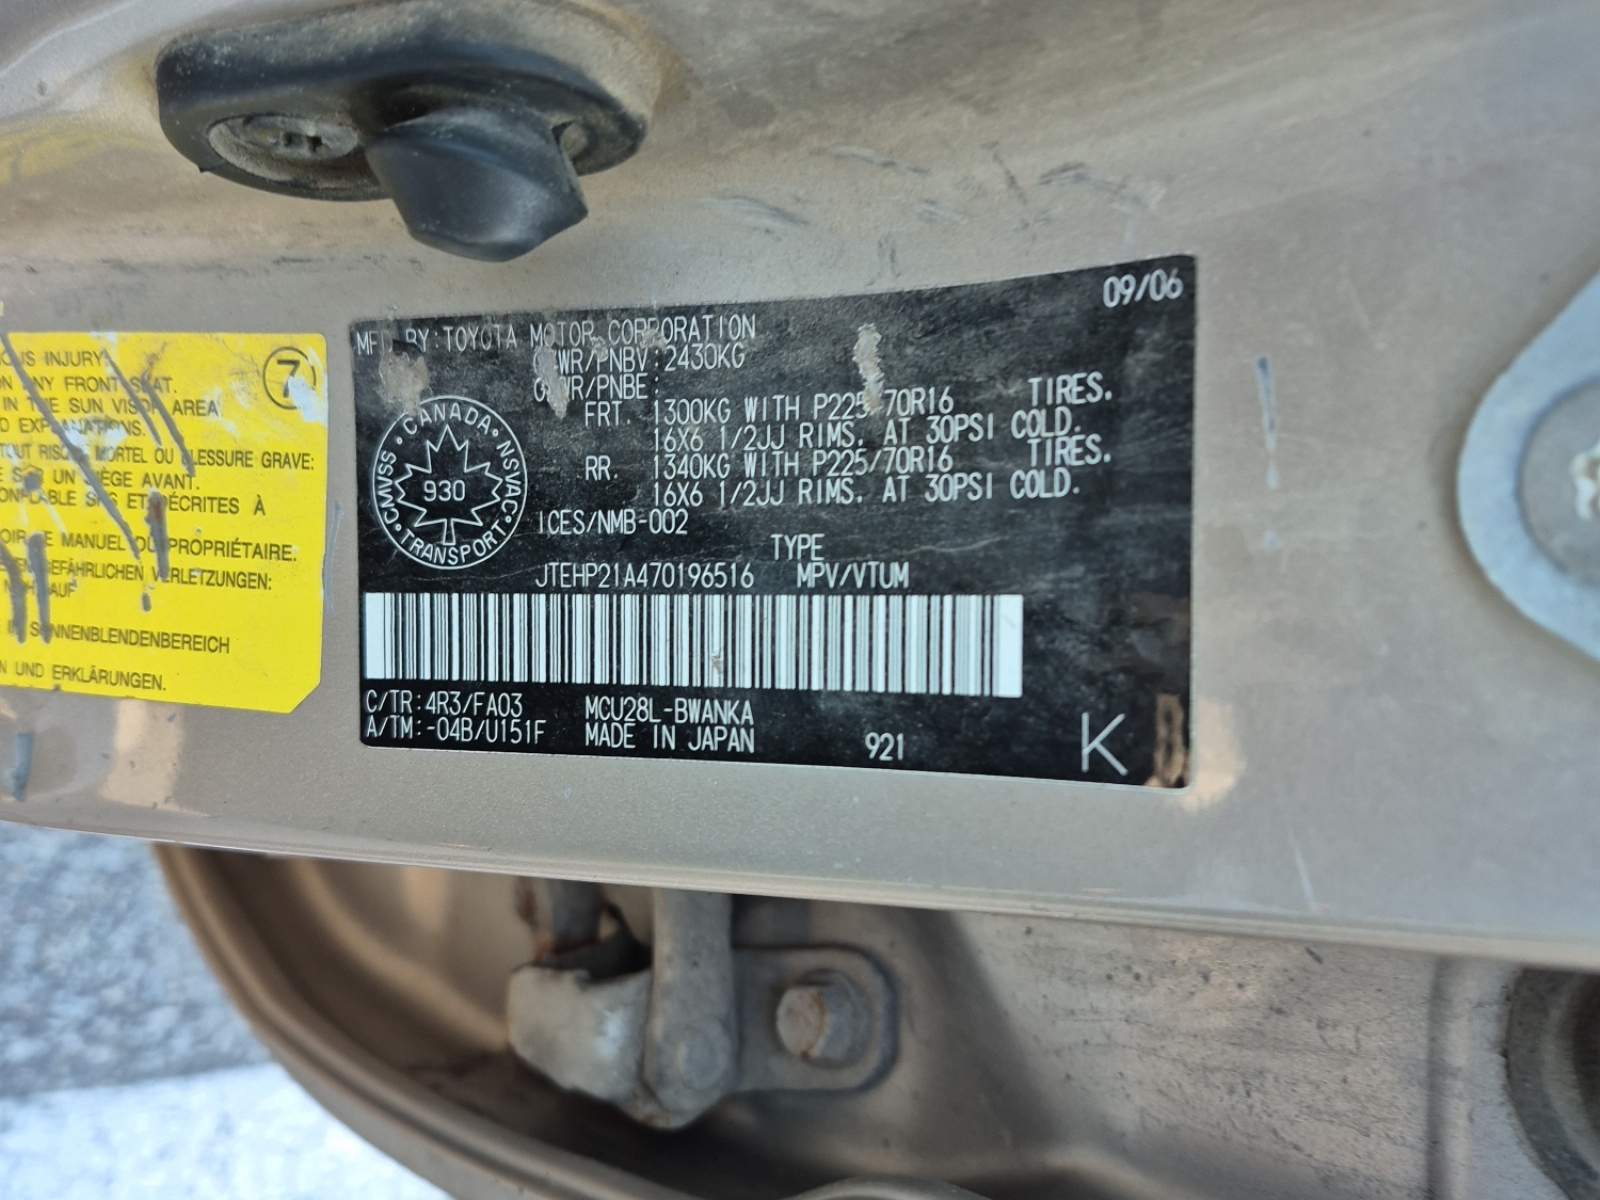 09/06
MFD BY: TOYOTA MOTOR CORPORATION
GVWR/PNBV: 2430KG
GAWR/PNBE:
FRT. 1300KG WITH P225/70R16 TIRES.
16X6 1/2JJ RIMS. AT 30PSI COLD.
RR. 1340KG WITH P225/70R16 TIRES.
16X6 1/2JJ RIMS. AT 30PSI COLD.
CANADA · NSVAC · TRANSPORT · CMVSS ·
930
ICES/NMB-002
TYPE
JTEHP21A470196516 MPV/VTUM
C/TR: 4R3/FA03 MCU28L-BWANKA
A/TM: -04B/U151F MADE IN JAPAN 921 K
INJURY.
7
ANY FRONT SEAT.
IN THE SUN VISOR AREA
EXPLANATIONS.
TOUT RISQUE MORTEL OU BLESSURE GRAVE:
UN SIÈGE AVANT.
ET DÉCRITES À
LE MANUEL DU PROPRIÉTAIRE.
GEFÄHRLICHEN VERLETZUNGEN:
AUF
SONNENBLENDENBEREICH
UND ERKLÄRUNGEN.